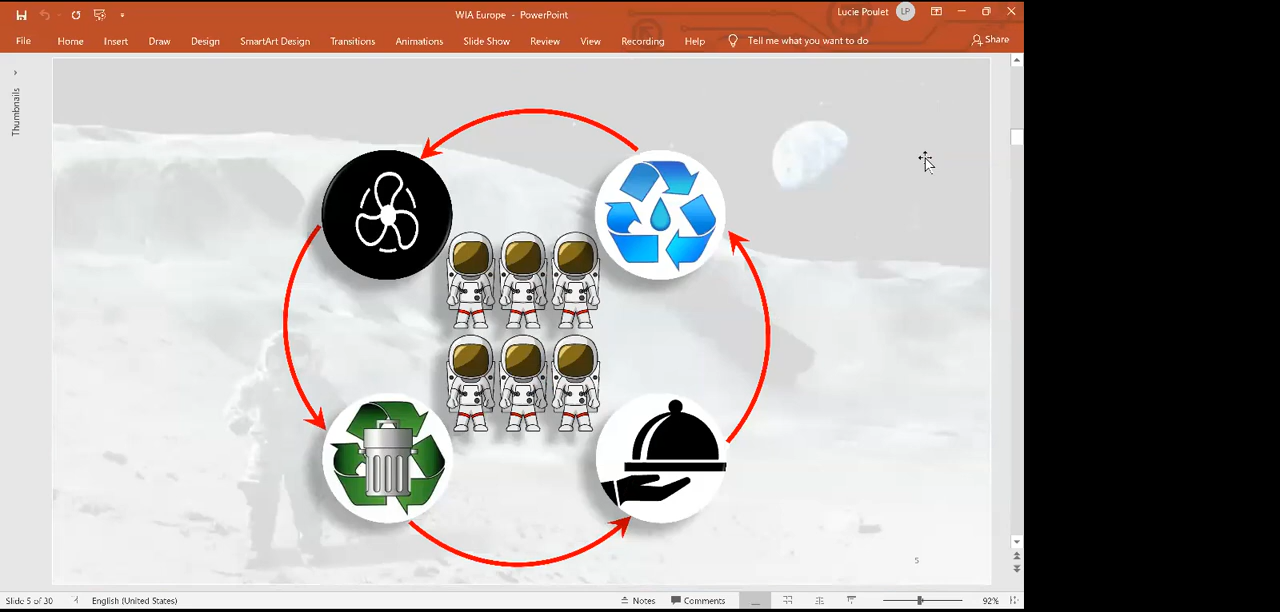 WIA Europe - PowerPoint
Lucie Poulet LP
File Home Insert Draw Design SmartArt Design Transitions Animations Slide Show Review View Recording Help Tell me what you want to do Share
Thumbnails
5
Slide 5 of 30 English (United States) Notes Comments 92%